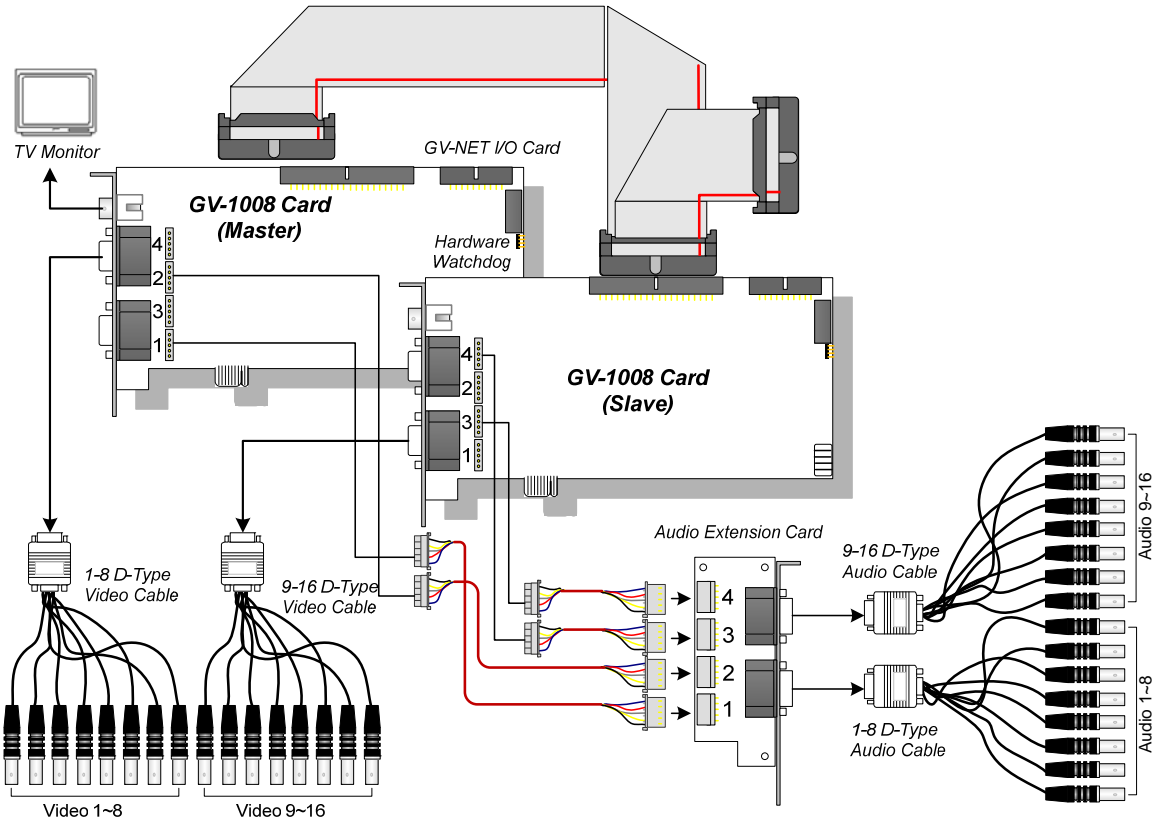 TV Monitor
GV-NET I/O Card
GV-1008 Card
(Master)
Hardware
Watchdog
4
2
3
1
GV-1008 Card
(Slave)
4
2
3
1
Audio Extension Card
4
3
2
1
1-8 D-Type
Video Cable
9-16 D-Type
Video Cable
9-16 D-Type
Audio Cable
1-8 D-Type
Audio Cable
Audio 9~16
Audio 1~8
Video 1~8
Video 9~16